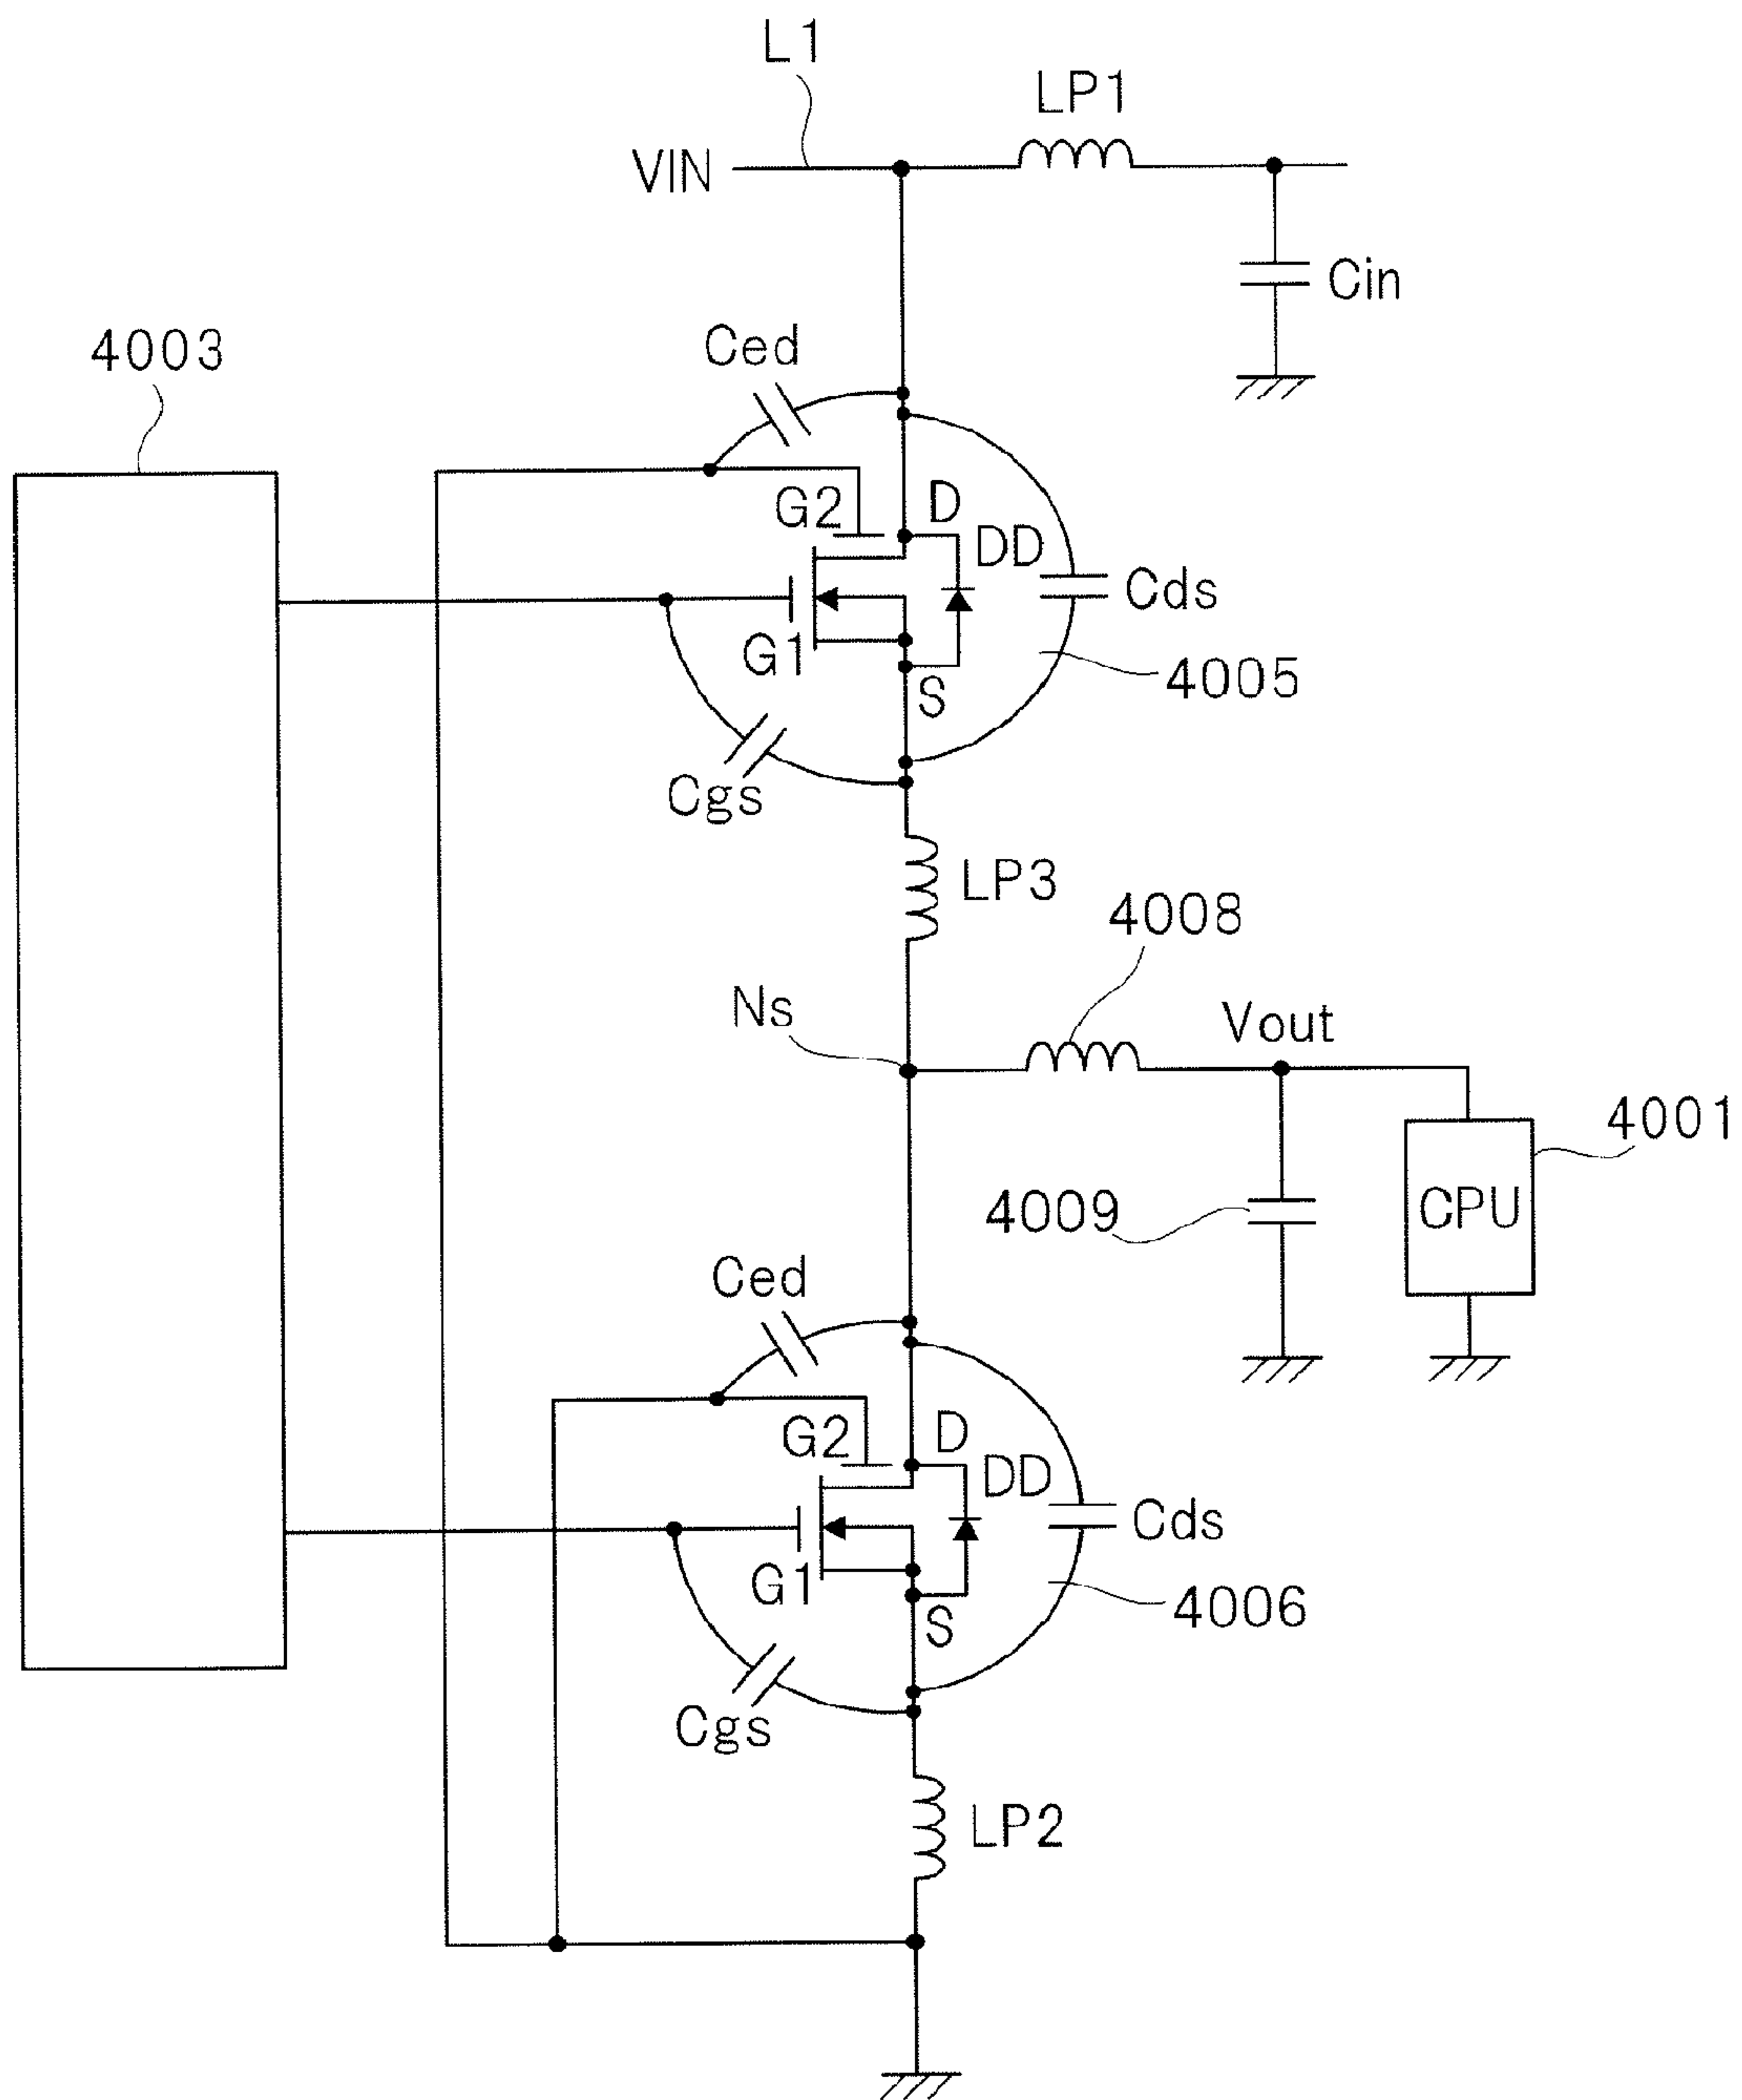 L1
LP1
VIN
Cin
4003
Ced
G2
D
DD
Cds
G1
4005
S
Cgs
LP3
4008
Ns
Vout
4001
4009
CPU
Ced
G2
D
DD
Cds
G1
4006
S
Cgs
LP2